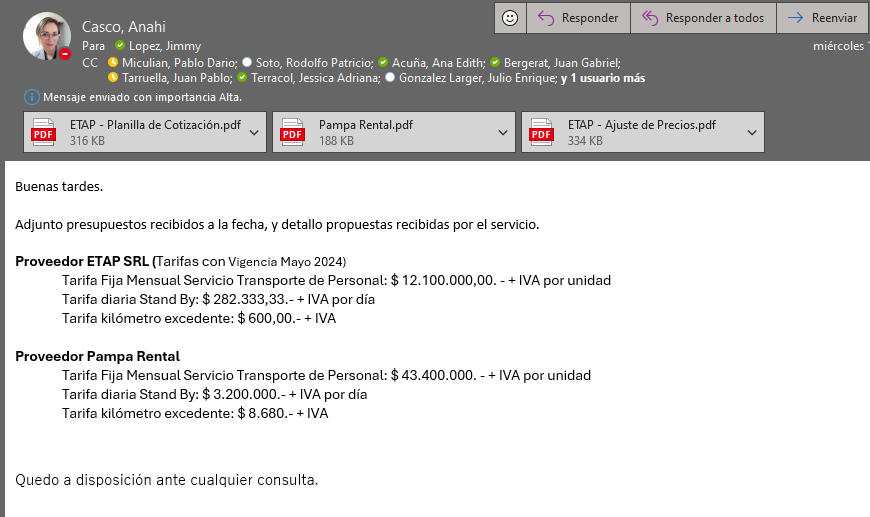 Casco, Anahi
Responder
Responder a todos
Reenviar
Para Lopez, Jimmy
miércoles
CC Miculian, Pablo Dario; Soto, Rodolfo Patricio; Acuña, Ana Edith; Bergerat, Juan Gabriel;
Tarruella, Juan Pablo; Terracol, Jessica Adriana; Gonzalez Larger, Julio Enrique; y 1 usuario más
Mensaje enviado con importancia Alta.
PDF
ETAP - Planilla de Cotización.pdf
316 KB
PDF
Pampa Rental.pdf
188 KB
PDF
ETAP - Ajuste de Precios.pdf
334 KB
Buenas tardes.
Adjunto presupuestos recibidos a la fecha, y detallo propuestas recibidas por el servicio.
Proveedor ETAP SRL (Tarifas con Vigencia Mayo 2024)
Tarifa Fija Mensual Servicio Transporte de Personal: $ 12.100.000,00. - + IVA por unidad
Tarifa diaria Stand By: $ 282.333,33.- + IVA por día
Tarifa kilómetro excedente: $ 600,00.- + IVA
Proveedor Pampa Rental
Tarifa Fija Mensual Servicio Transporte de Personal: $ 43.400.000. - + IVA por unidad
Tarifa diaria Stand By: $ 3.200.000.- + IVA por día
Tarifa kilómetro excedente: $ 8.680.- + IVA
Quedo a disposición ante cualquier consulta.